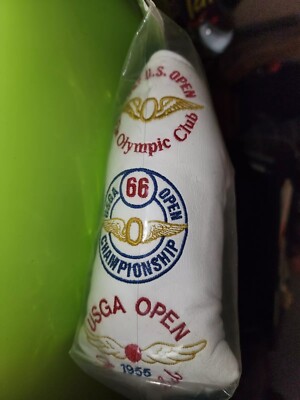 U.S. OPEN
Olympic Club
66
USGA OPEN
CHAMPIONSHIP
USGA OPEN
1955